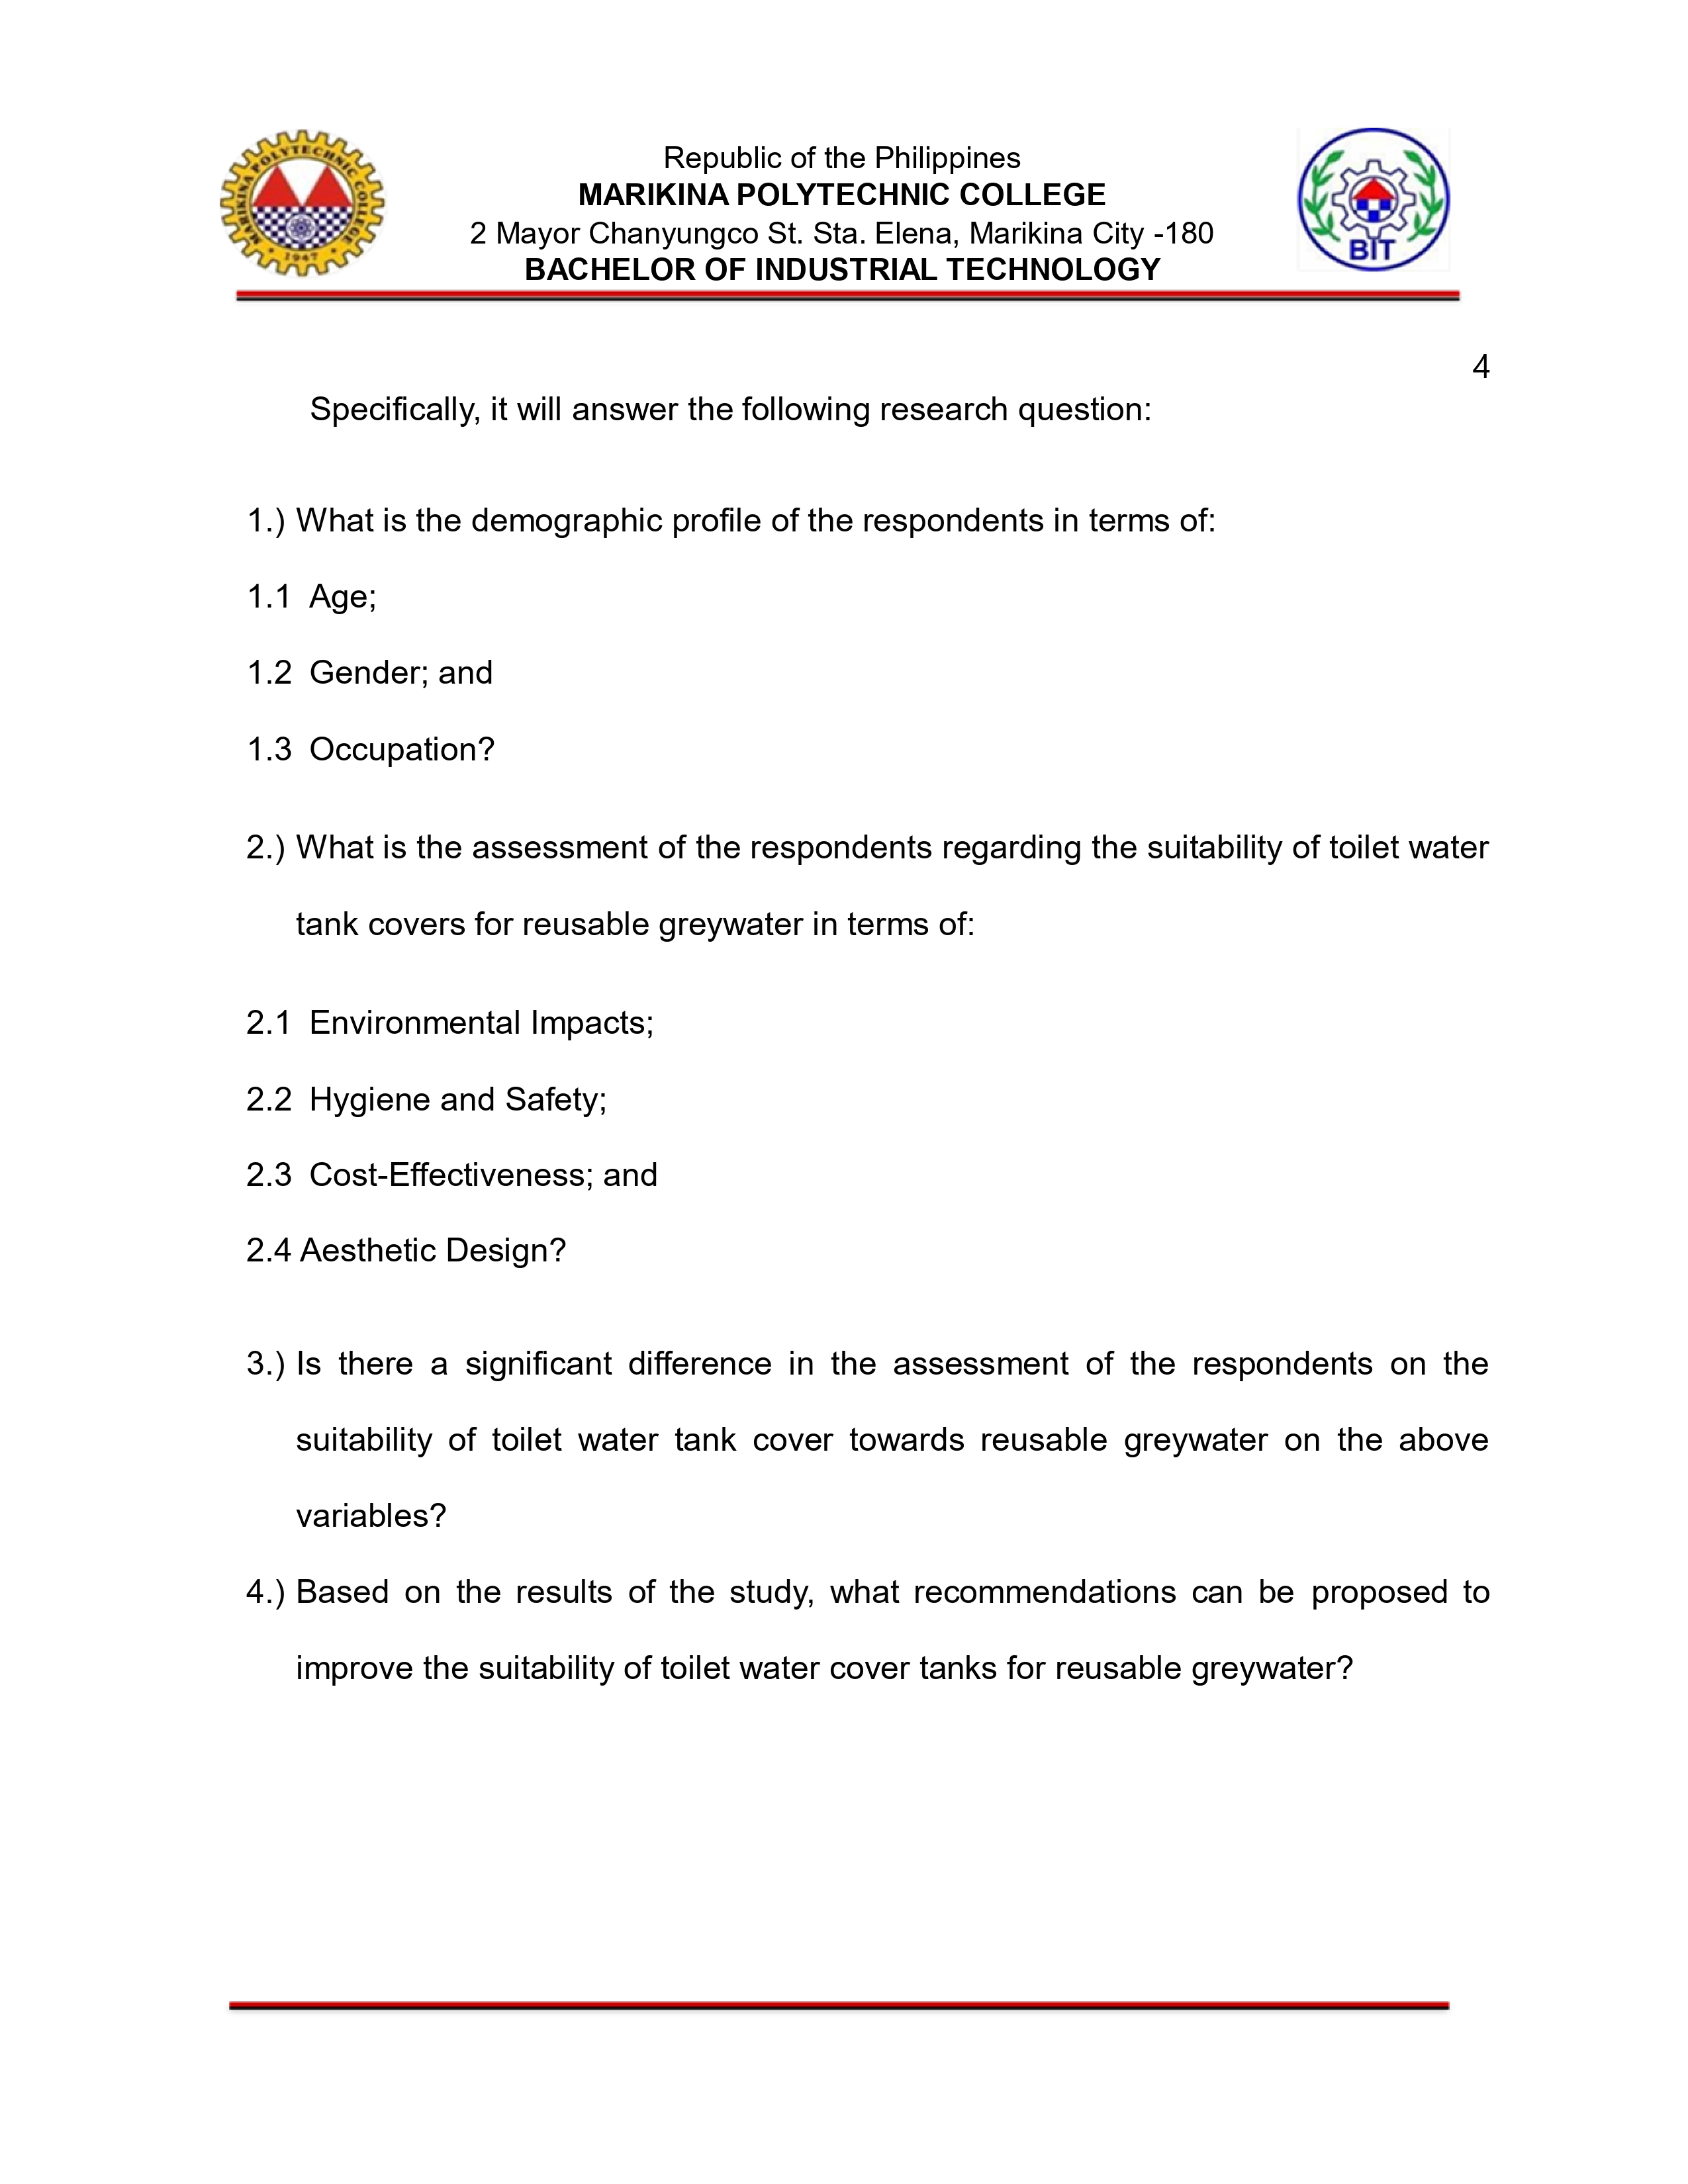 Republic of the Philippines
MARIKINA POLYTECHNIC COLLEGE
2 Mayor Chanyungco St. Sta. Elena, Marikina City -180
BACHELOR OF INDUSTRIAL TECHNOLOGY
MARIKINA POLYTECHNIC COLLEGE
1947
BIT
4
Specifically, it will answer the following research question:
1.) What is the demographic profile of the respondents in terms of:
1.1 Age;
1.2 Gender; and
1.3 Occupation?
2.) What is the assessment of the respondents regarding the suitability of toilet water
tank covers for reusable greywater in terms of:
2.1 Environmental Impacts;
2.2 Hygiene and Safety;
2.3 Cost-Effectiveness; and
2.4 Aesthetic Design?
3.) Is there a significant difference in the assessment of the respondents on the
suitability of toilet water tank cover towards reusable greywater on the above
variables?
4.) Based on the results of the study, what recommendations can be proposed to
improve the suitability of toilet water cover tanks for reusable greywater?